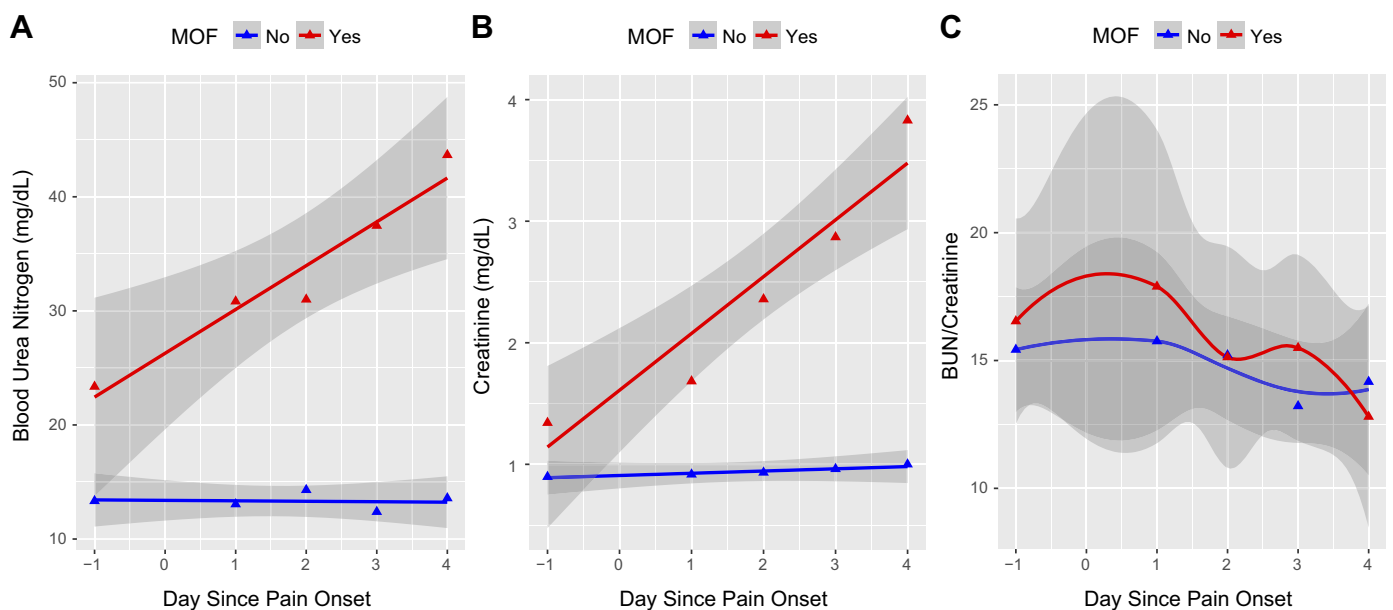 A
MOF No Yes
Blood Urea Nitrogen (mg/dL)
50
40
30
20
10
−1 0 1 2 3 4
Day Since Pain Onset
B
MOF No Yes
Creatinine (mg/dL)
4
3
2
1
−1 0 1 2 3 4
Day Since Pain Onset
C
MOF No Yes
BUN/Creatinine
25
20
15
10
−1 0 1 2 3 4
Day Since Pain Onset